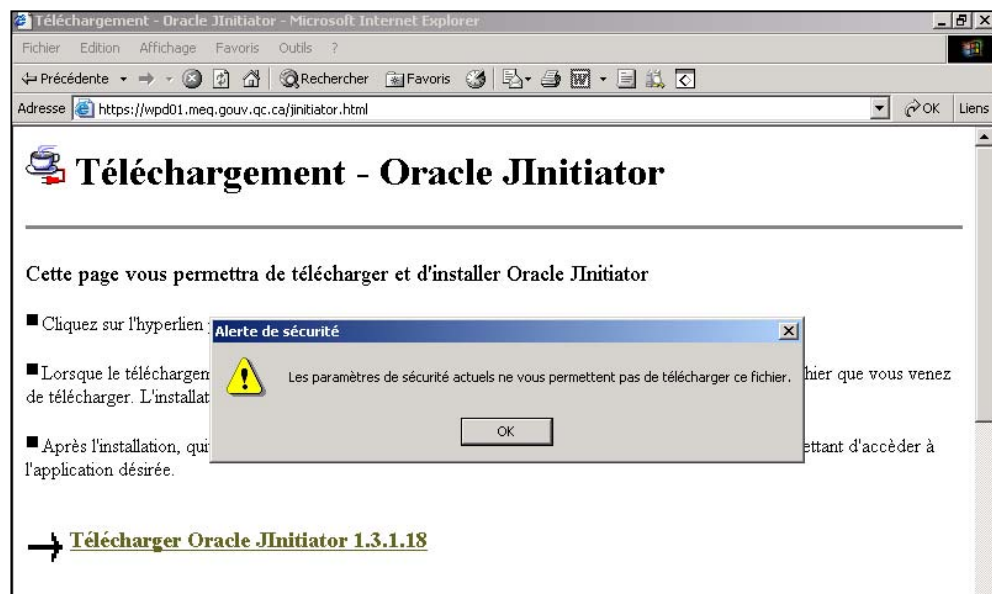 Téléchargement - Oracle JInitiator - Microsoft Internet Explorer
Fichier Edition Affichage Favoris Outils ?
Précédente Rechercher Favoris
Adresse https://wpd01.meq.gouv.qc.ca/jinitiator.html OK Liens
Téléchargement - Oracle JInitiator
Cette page vous permettra de télécharger et d'installer Oracle JInitiator
Cliquez sur l'hyperlien
Alerte de sécurité
Lorsque le téléchargem hier que vous venez
Les paramètres de sécurité actuels ne vous permettent pas de télécharger ce fichier.
de télécharger. L'installat
OK
Après l'installation, qui ettant d'accèder à
l'application désirée.
Télécharger Oracle JInitiator 1.3.1.18